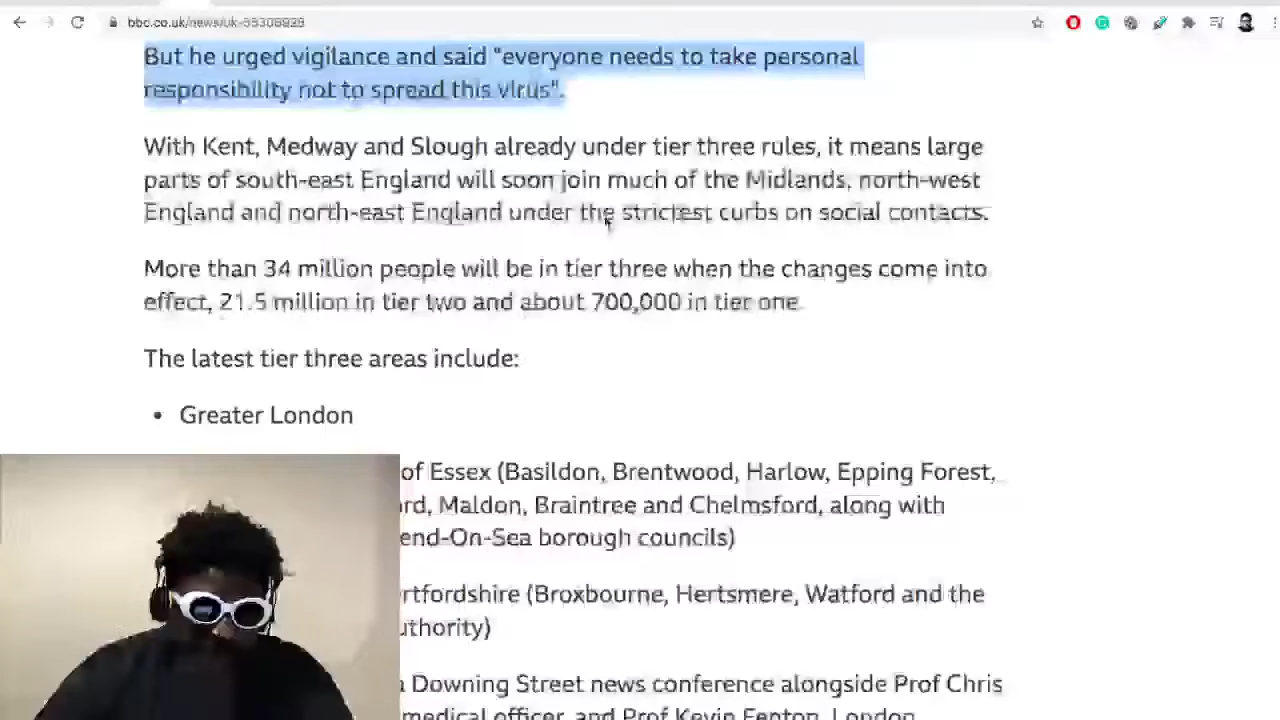 But he urged vigilance and said "everyone needs to take personal
responsibility not to spread this virus".
With Kent, Medway and Slough already under tier three rules, it means large
parts of south-east England will soon join much of the Midlands, north-west
England and north-east England under the strictest curbs on social contacts.
More than 34 million people will be in tier three when the changes come into
effect, 21.5 million in tier two and about 700,000 in tier one.
The latest tier three areas include:
• Greater London
of Essex (Basildon, Brentwood, Harlow, Epping Forest,
rd, Maldon, Braintree and Chelmsford, along with
end-On-Sea borough councils)
rtfordshire (Broxbourne, Hertsmere, Watford and the
uthority)
a Downing Street news conference alongside Prof Chris
medical officer, and Prof Kevin Fenton, London